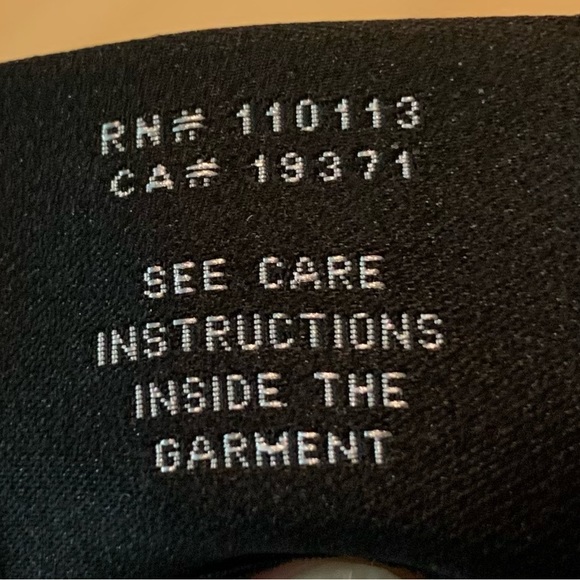 RN# 110113
CA# 19371
SEE CARE
INSTRUCTIONS
INSIDE THE
GARMENT